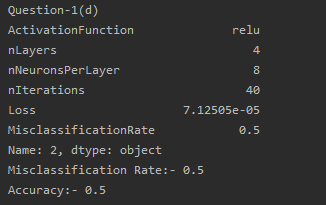 Question-1(d)
ActivationFunction relu
nLayers 4
nNeuronsPerLayer 8
nIterations 40
Loss 7.12505e-05
MisclassificationRate 0.5
Name: 2, dtype: object
Misclassification Rate:- 0.5
Accuracy:- 0.5